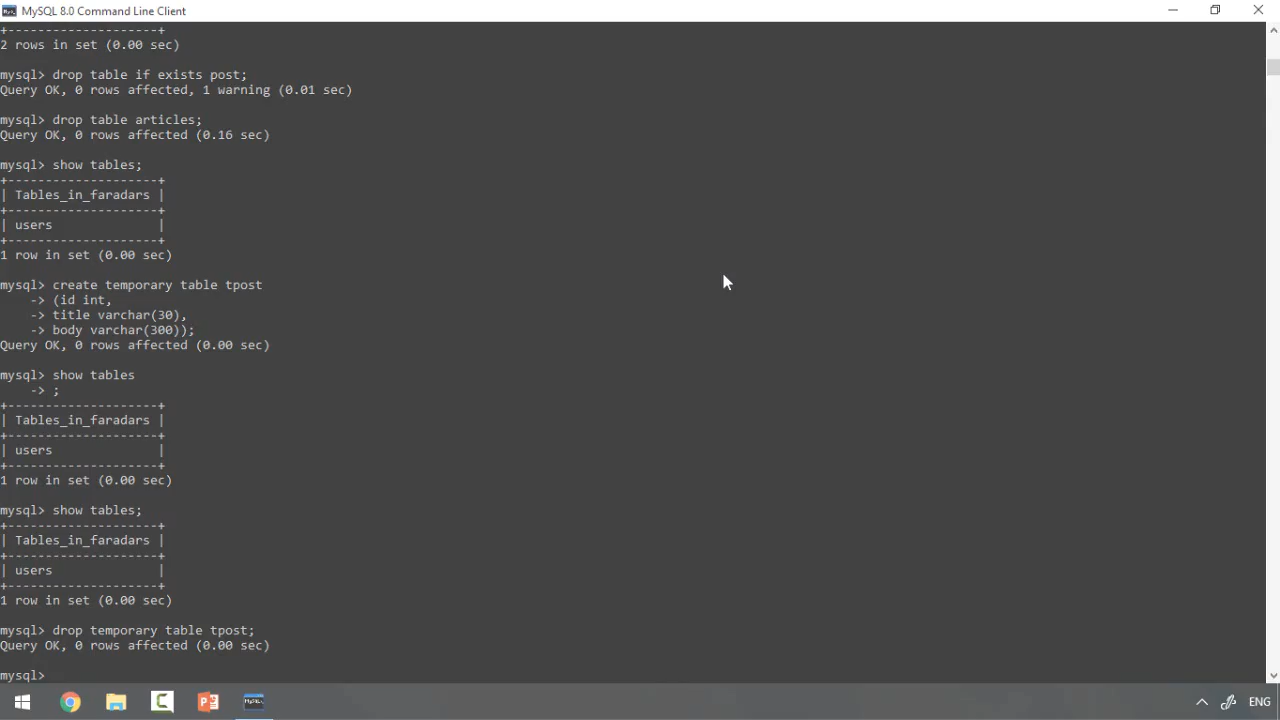 MySQL 8.0 Command Line Client
+--------------------+
2 rows in set (0.00 sec)
mysql> drop table if exists post;
Query OK, 0 rows affected, 1 warning (0.01 sec)
mysql> drop table articles;
Query OK, 0 rows affected (0.16 sec)
mysql> show tables;
+--------------------+
| Tables_in_faradars |
+--------------------+
| users              |
+--------------------+
1 row in set (0.00 sec)
mysql> create temporary table tpost
    -> (id int,
    -> title varchar(30),
    -> body varchar(300));
Query OK, 0 rows affected (0.00 sec)
mysql> show tables
    -> ;
+--------------------+
| Tables_in_faradars |
+--------------------+
| users              |
+--------------------+
1 row in set (0.00 sec)
mysql> show tables;
+--------------------+
| Tables_in_faradars |
+--------------------+
| users              |
+--------------------+
1 row in set (0.00 sec)
mysql> drop temporary table tpost;
Query OK, 0 rows affected (0.00 sec)
mysql>
ENG